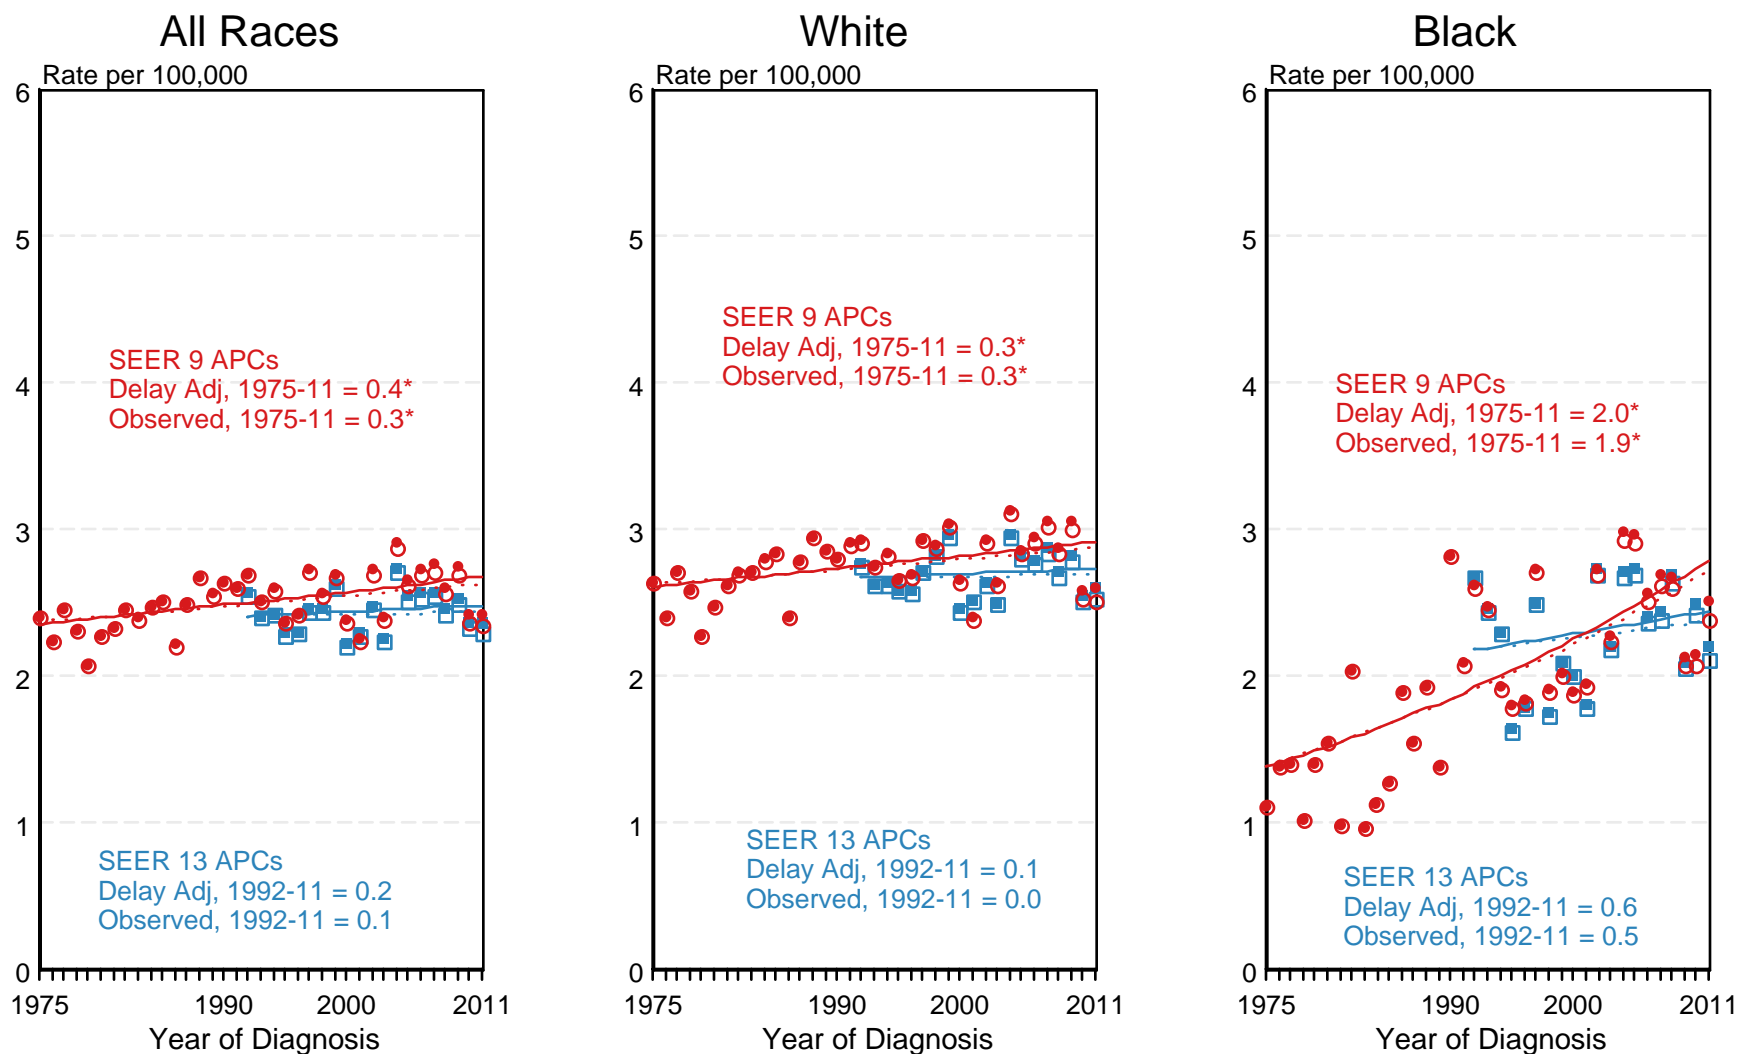 All Races
Rate per 100,000
6
5
4
3
2
1
0
SEER 9 APCs
Delay Adj, 1975-11 = 0.4*
Observed, 1975-11 = 0.3*
SEER 13 APCs
Delay Adj, 1992-11 = 0.2
Observed, 1992-11 = 0.1
1975 1990 2000 2011
Year of Diagnosis
White
Rate per 100,000
6
5
4
3
2
1
0
SEER 9 APCs
Delay Adj, 1975-11 = 0.3*
Observed, 1975-11 = 0.3*
SEER 13 APCs
Delay Adj, 1992-11 = 0.1
Observed, 1992-11 = 0.0
1975 1990 2000 2011
Year of Diagnosis
Black
Rate per 100,000
6
5
4
3
2
1
0
SEER 9 APCs
Delay Adj, 1975-11 = 2.0*
Observed, 1975-11 = 1.9*
SEER 13 APCs
Delay Adj, 1992-11 = 0.6
Observed, 1992-11 = 0.5
1975 1990 2000 2011
Year of Diagnosis